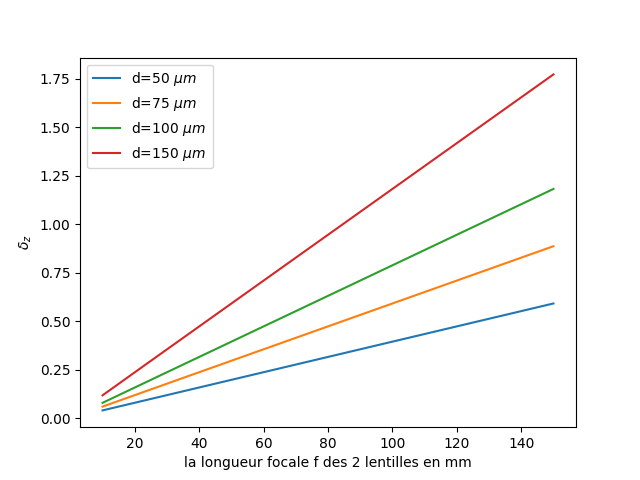 d=50 μm
d=75 μm
d=100 μm
d=150 μm
1.75
1.50
1.25
1.00
0.75
0.50
0.25
0.00
δz
20 40 60 80 100 120 140
la longueur focale f des 2 lentilles en mm